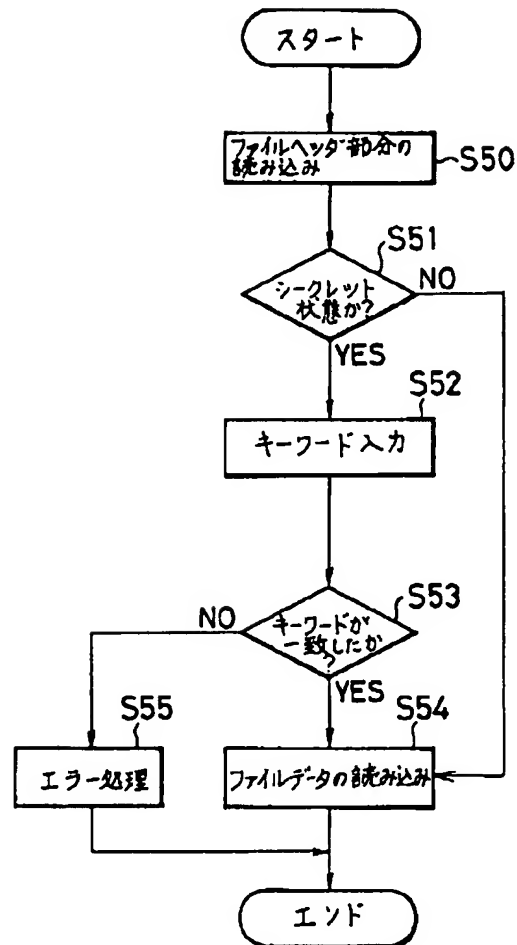 スタート
ファイルヘッダ部分の
読み込み
S50
S51
シークレット
状態か?
NO
YES
S52
キーワード入力
S53
NO
キーワードが
一致したか
?
YES
S55
S54
エラー処理
ファイルデータの読み込み
エンド